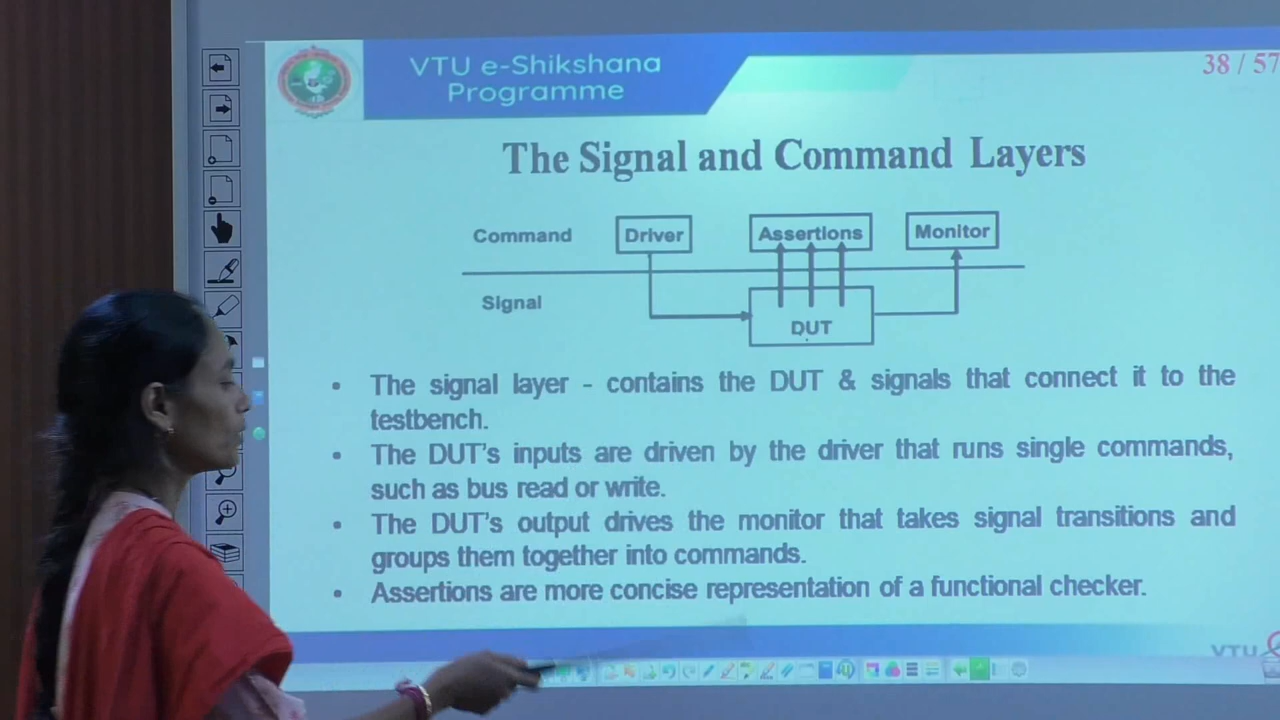 VTU e-Shikshana
Programme
38 / 57
The Signal and Command Layers
Command
Driver
Assertions
Monitor
Signal
DUT
• The signal layer - contains the DUT & signals that connect it to the
testbench.
• The DUT's inputs are driven by the driver that runs single commands,
such as bus read or write.
• The DUT's output drives the monitor that takes signal transitions and
groups them together into commands.
• Assertions are more concise representation of a functional checker.
VTU